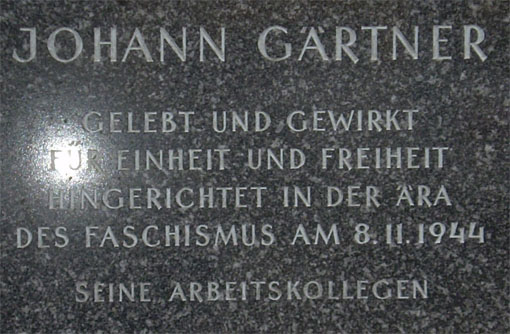 JOHANN GÄRTNER
GELEBT UND GEWIRKT
FÜR EINHEIT UND FREIHEIT
HINGERICHTET IN DER ÄRA
DES FASCHISMUS AM 8.11.1944
SEINE ARBEITSKOLLEGEN